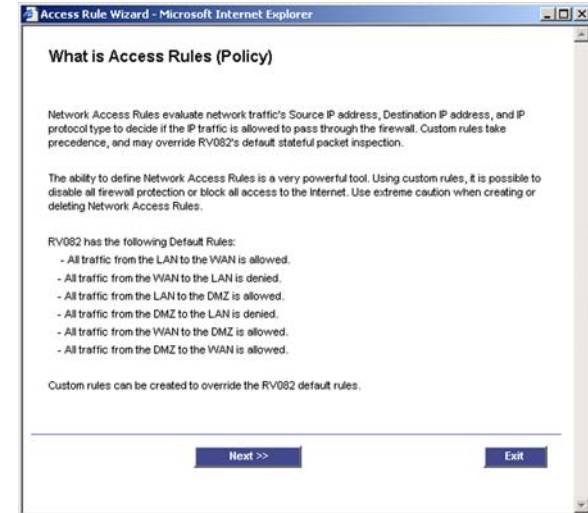 Access Rule Wizard - Microsoft Internet Explorer
What is Access Rules (Policy)
Network Access Rules evaluate network traffic's Source IP address, Destination IP address, and IP
protocol type to decide if the IP traffic is allowed to pass through the firewall. Custom rules take
precedence, and may override RV082's default stateful packet inspection.
The ability to define Network Access Rules is a very powerful tool. Using custom rules, it is possible to
disable all firewall protection or block all access to the Internet. Use extreme caution when creating or
deleting Network Access Rules.
RV082 has the following Default Rules:
- All traffic from the LAN to the WAN is allowed.
- All traffic from the WAN to the LAN is denied.
- All traffic from the LAN to the DMZ is allowed.
- All traffic from the DMZ to the LAN is denied.
- All traffic from the WAN to the DMZ is allowed.
- All traffic from the DMZ to the WAN is allowed.
Custom rules can be created to override the RV082 default rules.
Next >>
Exit